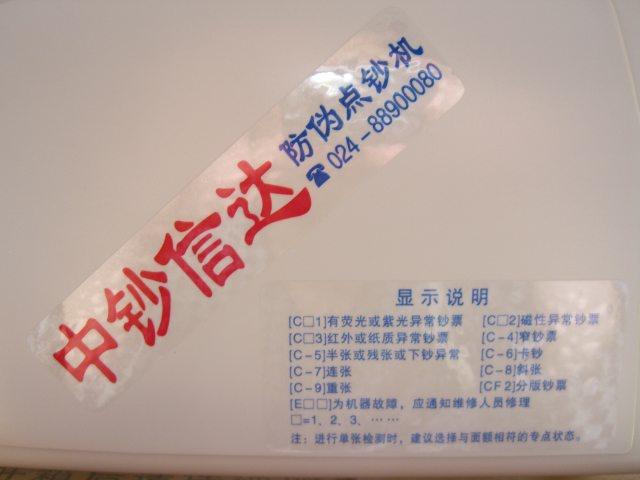 中钞信达
防伪点钞机
☎024-88900080
显示说明
[C□1]有荧光或紫光异常钞票 [C□2]磁性异常钞票
[C□3]红外或纸质异常钞票 [C-4]窄钞
[C-5]半张或残张或下钞异常 [C-6]卡钞
[C-7]连张 [C-8]斜张
[C-9]重张 [CF2]分版钞票
[E□□]为机器故障，应通知维修人员修理
□=1、2、3、……
注：进行单张检测时，建议选择与面额相符的专点状态。